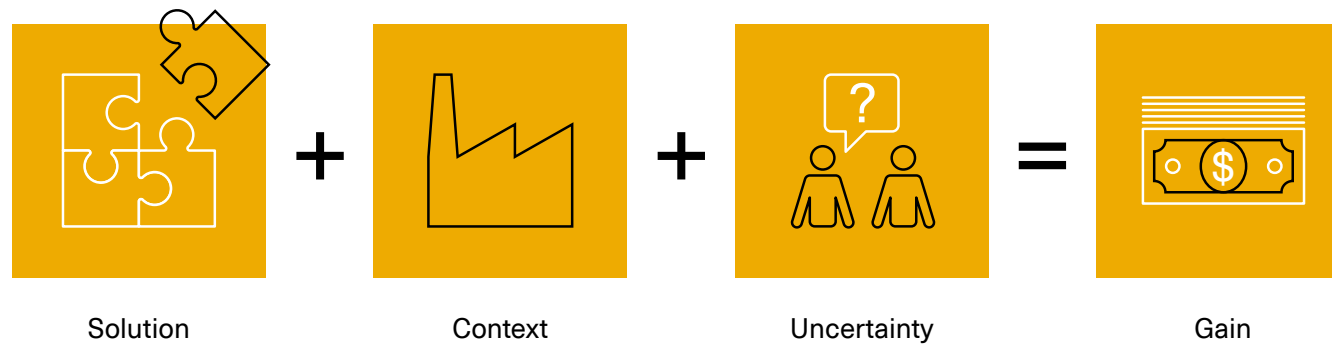 ?
+
+
=
$
Solution
Context
Uncertainty
Gain